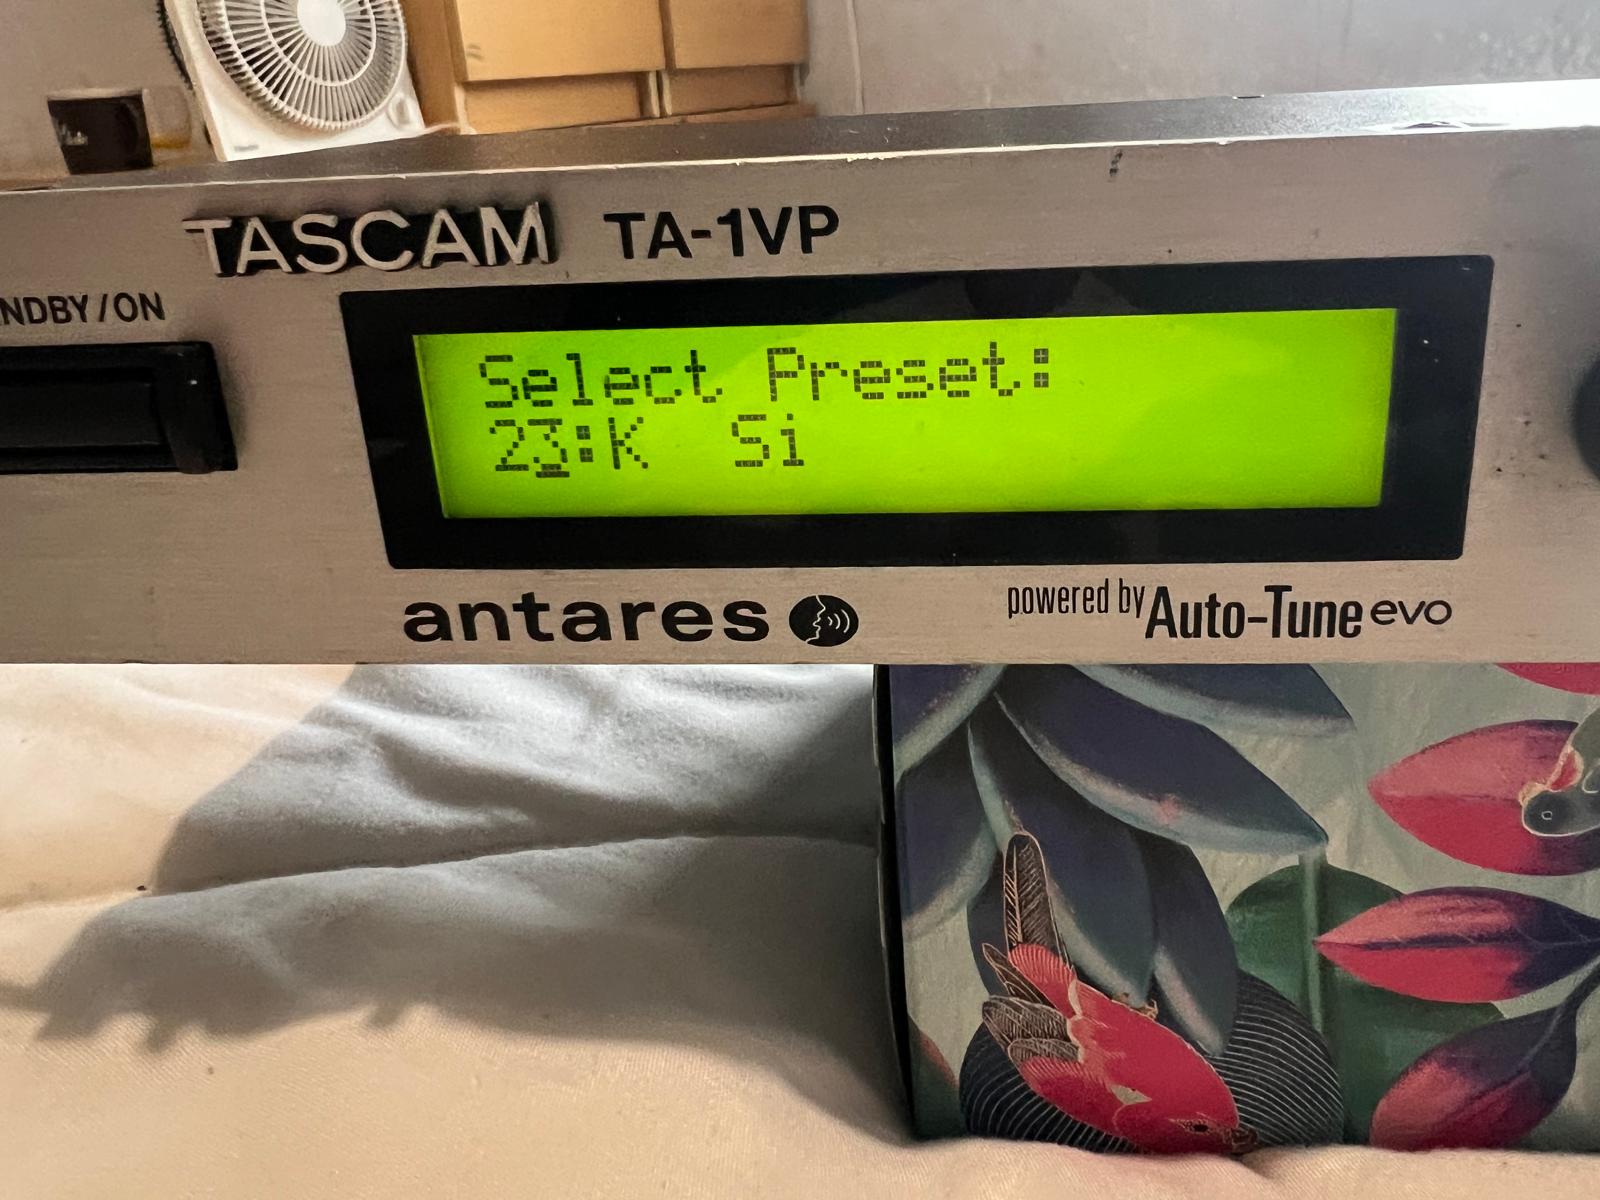 TASCAM TA-1VP
NDBY/ON
Select Preset:
23:K  Si
antares
powered by Auto-Tune evo